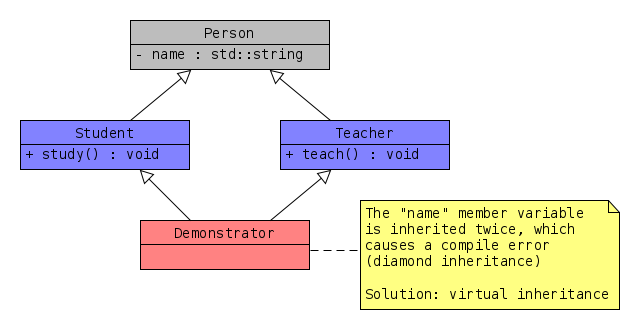 Person
- name : std::string
Student
+ study() : void
Teacher
+ teach() : void
Demonstrator
The "name" member variable
is inherited twice, which
causes a compile error
(diamond inheritance)
Solution: virtual inheritance